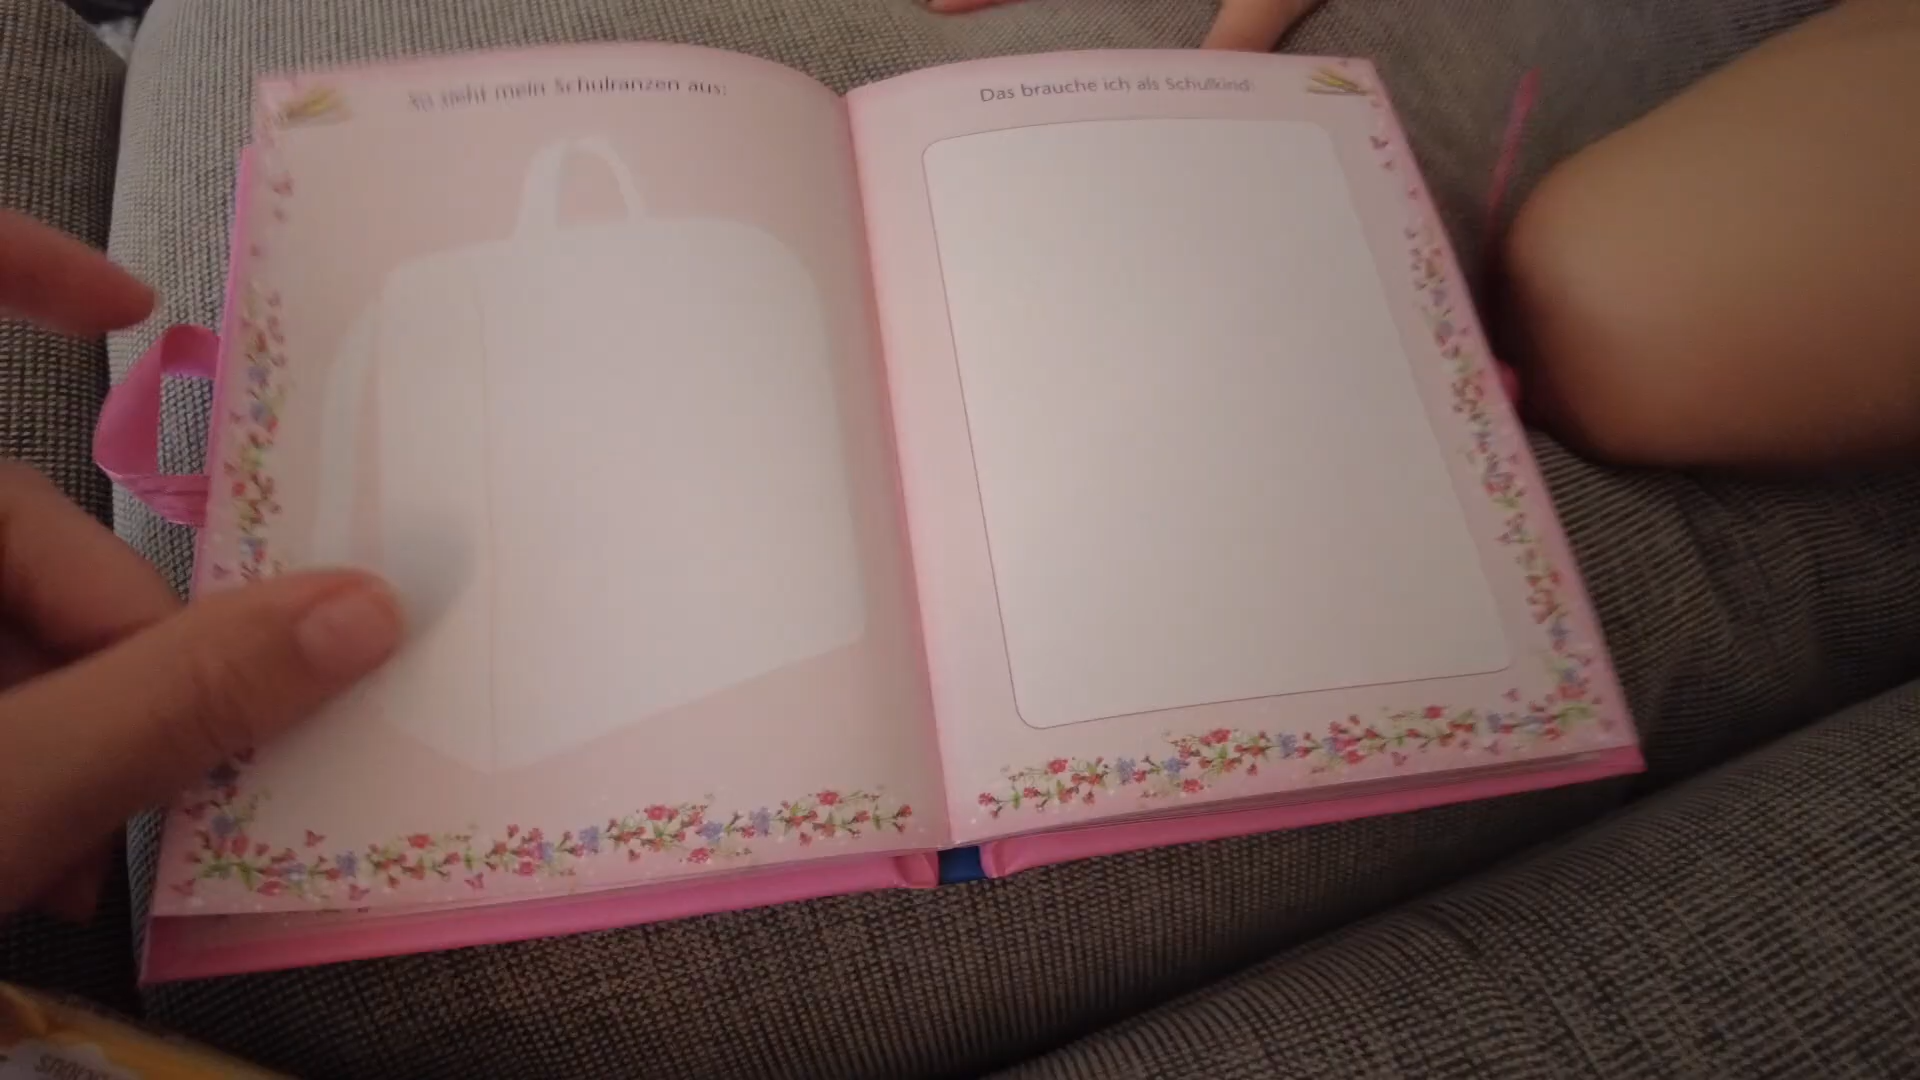 So sieht mein Schulranzen aus:
Das brauche ich als Schulkind: